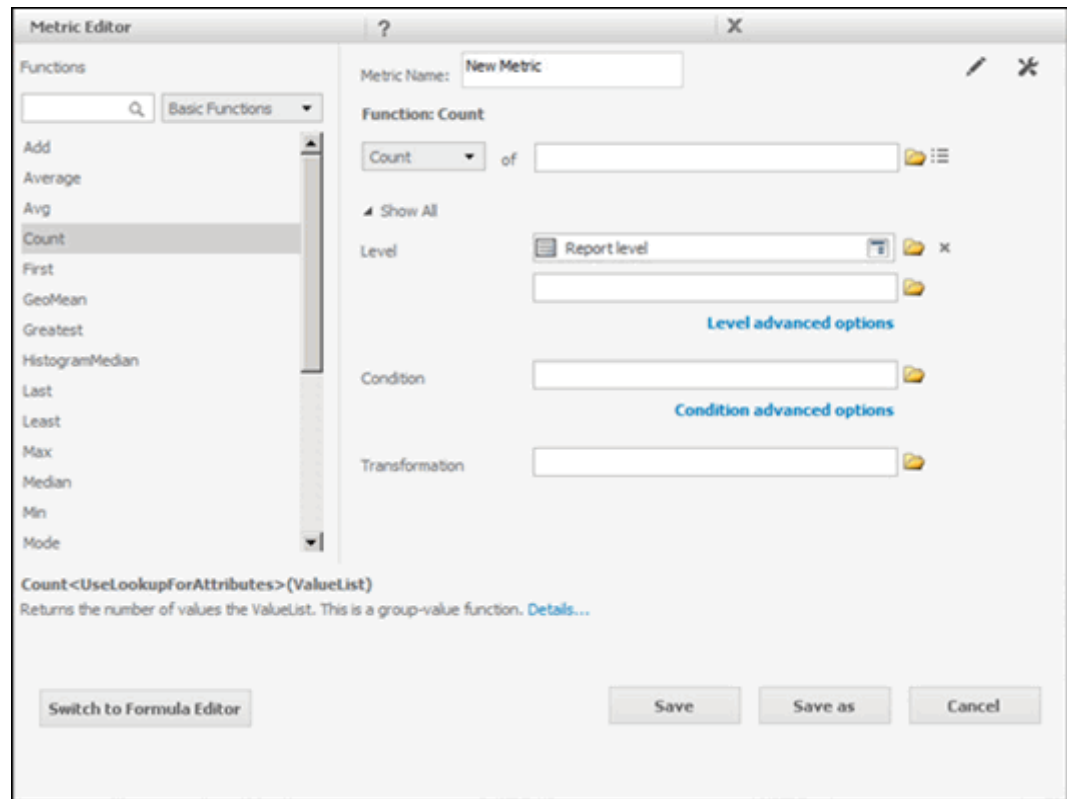 Metric Editor
?
X
Functions
Basic Functions
Add
Average
Avg
Count
First
GeoMean
Greatest
HistogramMedian
Last
Least
Max
Median
Min
Mode
Metric Name: New Metric
Function: Count
Count of
Show All
Level Report level
Level advanced options
Condition
Condition advanced options
Transformation
Count<UseLookupForAttributes>(ValueList)
Returns the number of values the ValueList. This is a group-value function. Details...
Switch to Formula Editor
Save
Save as
Cancel